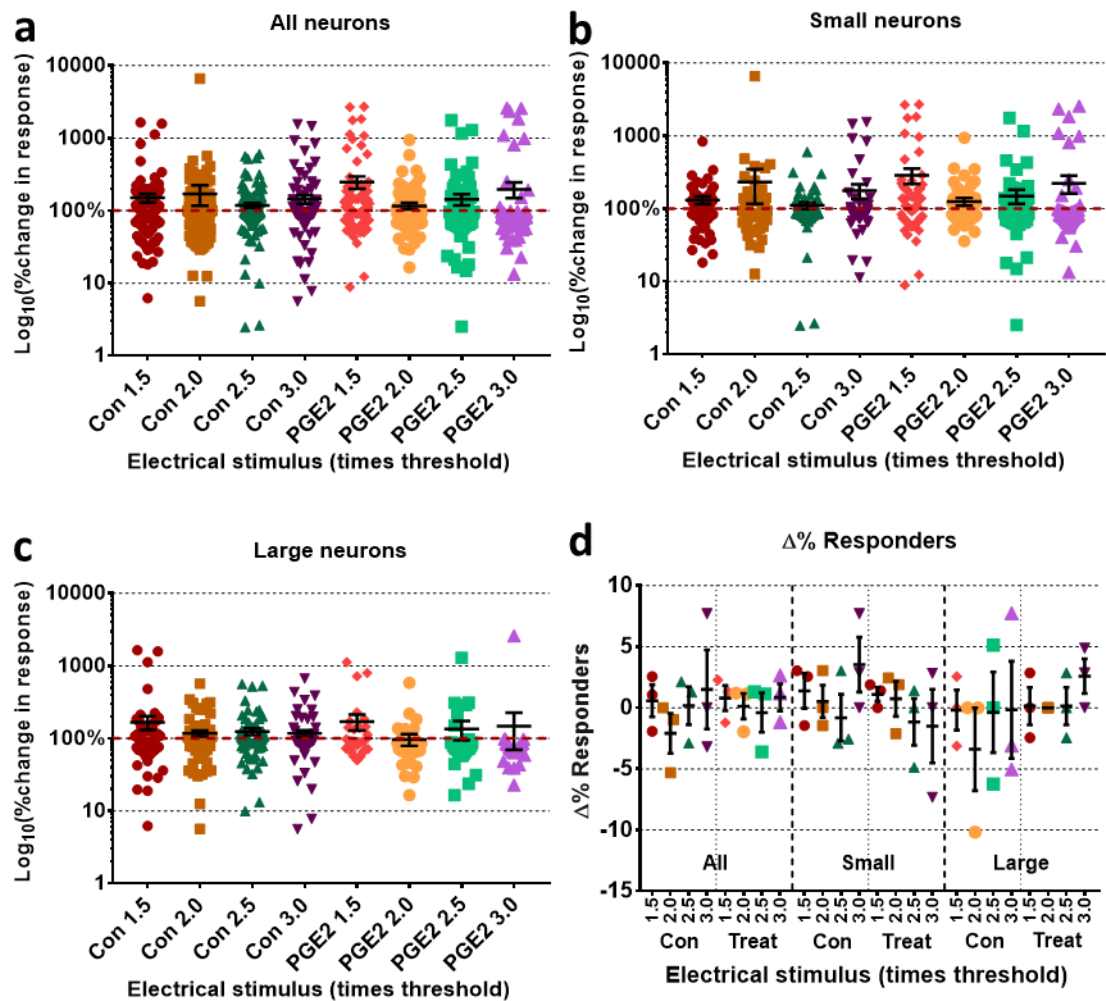 a
All neurons
Log10(%change in response)
10000
1000
100%
10
1
Con 1.5
Con 2.0
Con 2.5
Con 3.0
PGE2 1.5
PGE2 2.0
PGE2 2.5
PGE2 3.0
Electrical stimulus (times threshold)
b
Small neurons
Log10(%change in response)
10000
1000
100%
10
1
Con 1.5
Con 2.0
Con 2.5
Con 3.0
PGE2 1.5
PGE2 2.0
PGE2 2.5
PGE2 3.0
Electrical stimulus (times threshold)
c
Large neurons
Log10(%change in response)
10000
1000
100%
10
1
Con 1.5
Con 2.0
Con 2.5
Con 3.0
PGE2 1.5
PGE2 2.0
PGE2 2.5
PGE2 3.0
Electrical stimulus (times threshold)
d
Δ% Responders
Δ% Responders
10
5
0
-5
-10
-15
All Small Large
1.5 2.0 2.5 3.0 1.5 2.0 2.5 3.0 1.5 2.0 2.5 3.0 1.5 2.0 2.5 3.0 1.5 2.0 2.5 3.0 1.5 2.0 2.5 3.0
Con Treat Con Treat Con Treat
Electrical stimulus (times threshold)